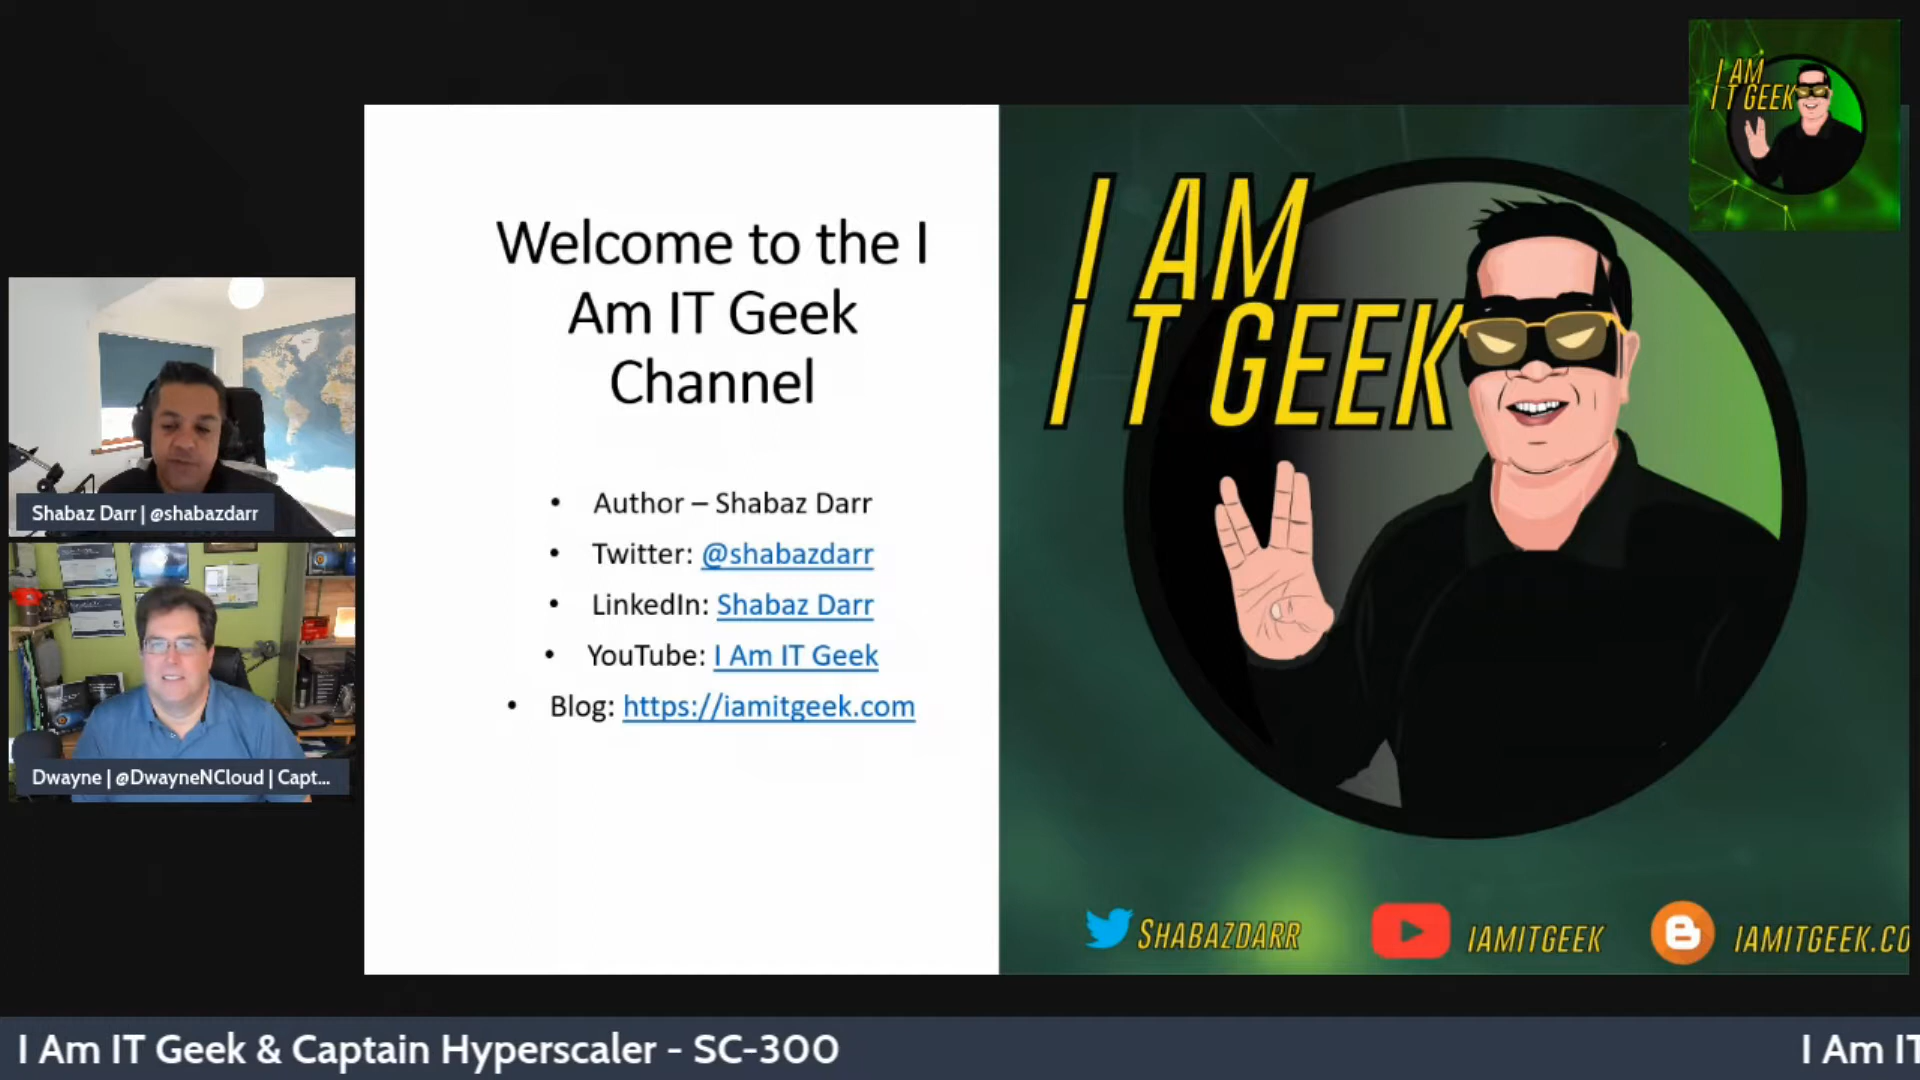 I AM
IT GEEK
Welcome to the I
Am IT Geek
Channel
• Author – Shabaz Darr
• Twitter: @shabazdarr
• LinkedIn: Shabaz Darr
• YouTube: I Am IT Geek
• Blog: https://iamitgeek.com
I AM
IT GEEK
SHABAZDARR
IAMITGEEK
IAMITGEEK.CO
Shabaz Darr | @shabazdarr
Dwayne | @DwayneNCloud | Capt...
I Am IT Geek & Captain Hyperscaler - SC-300
I Am IT